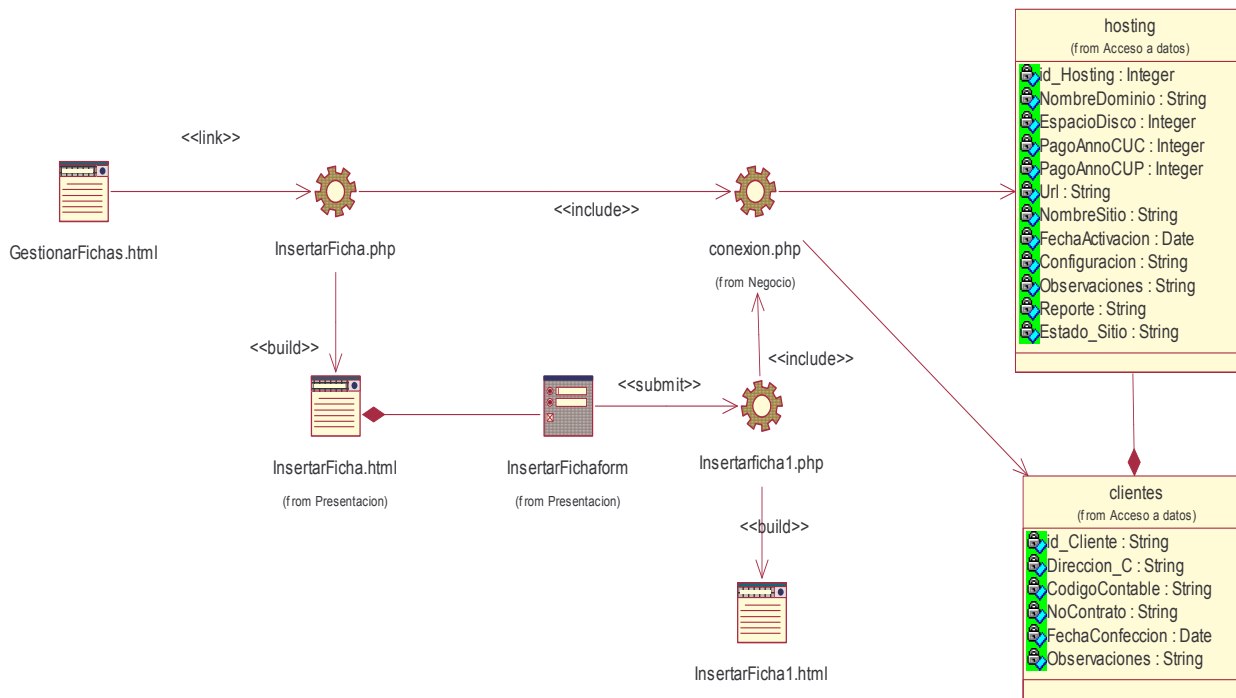 hosting
(from Acceso a datos)
id_Hosting : Integer
NombreDominio : String
EspacioDisco : Integer
PagoAnnoCUC : Integer
PagoAnnoCUP : Integer
Url : String
NombreSitio : String
FechaActivacion : Date
Configuracion : String
Observaciones : String
Reporte : String
Estado_Sitio : String
<<link>>
<<include>>
GestionarFichas.html
InsertarFicha.php
conexion.php
(from Negocio)
<<build>>
<<include>>
<<submit>>
InsertarFicha.html
(from Presentacion)
InsertarFichaform
(from Presentacion)
Insertarficha1.php
<<build>>
InsertarFicha1.html
clientes
(from Acceso a datos)
id_Cliente : String
Direccion_C : String
CodigoContable : String
NoContrato : String
FechaConfeccion : Date
Observaciones : String